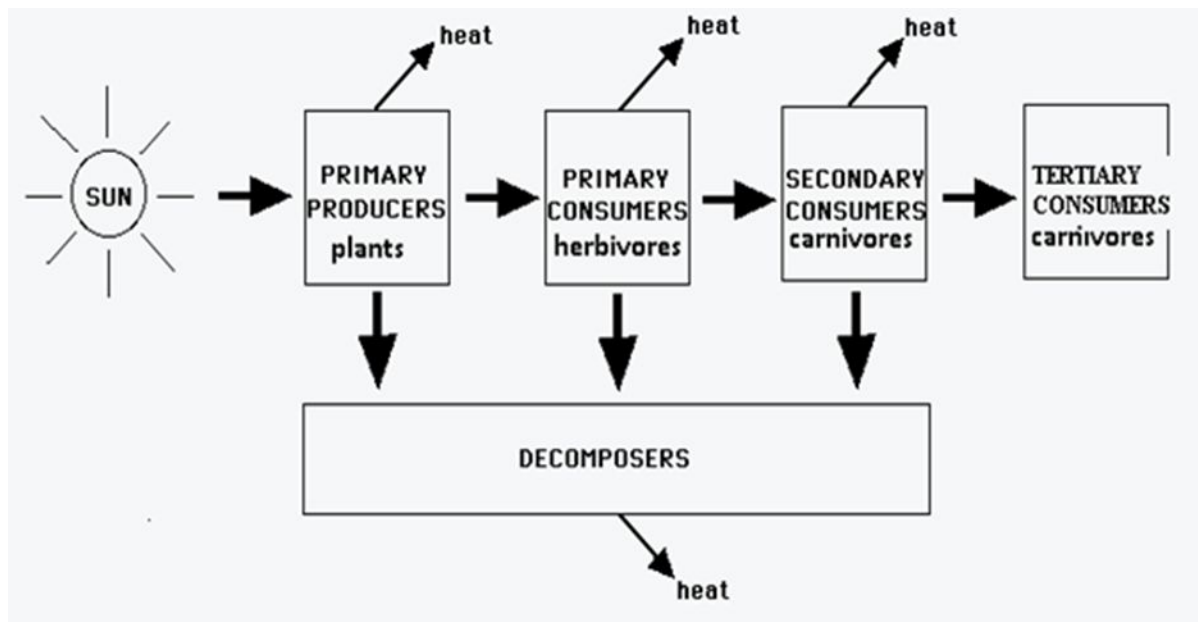 heat
heat
heat
SUN
PRIMARY
PRODUCERS
plants
PRIMARY
CONSUMERS
herbivores
SECONDARY
CONSUMERS
carnivores
TERTIARY
CONSUMERS
carnivores
DECOMPOSERS
heat